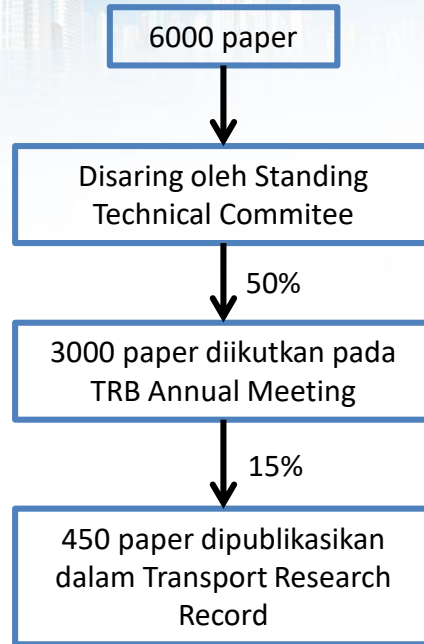 6000 paper
Disaring oleh Standing
Technical Commitee
50%
3000 paper diikutkan pada
TRB Annual Meeting
15%
450 paper dipublikasikan
dalam Transport Research
Record